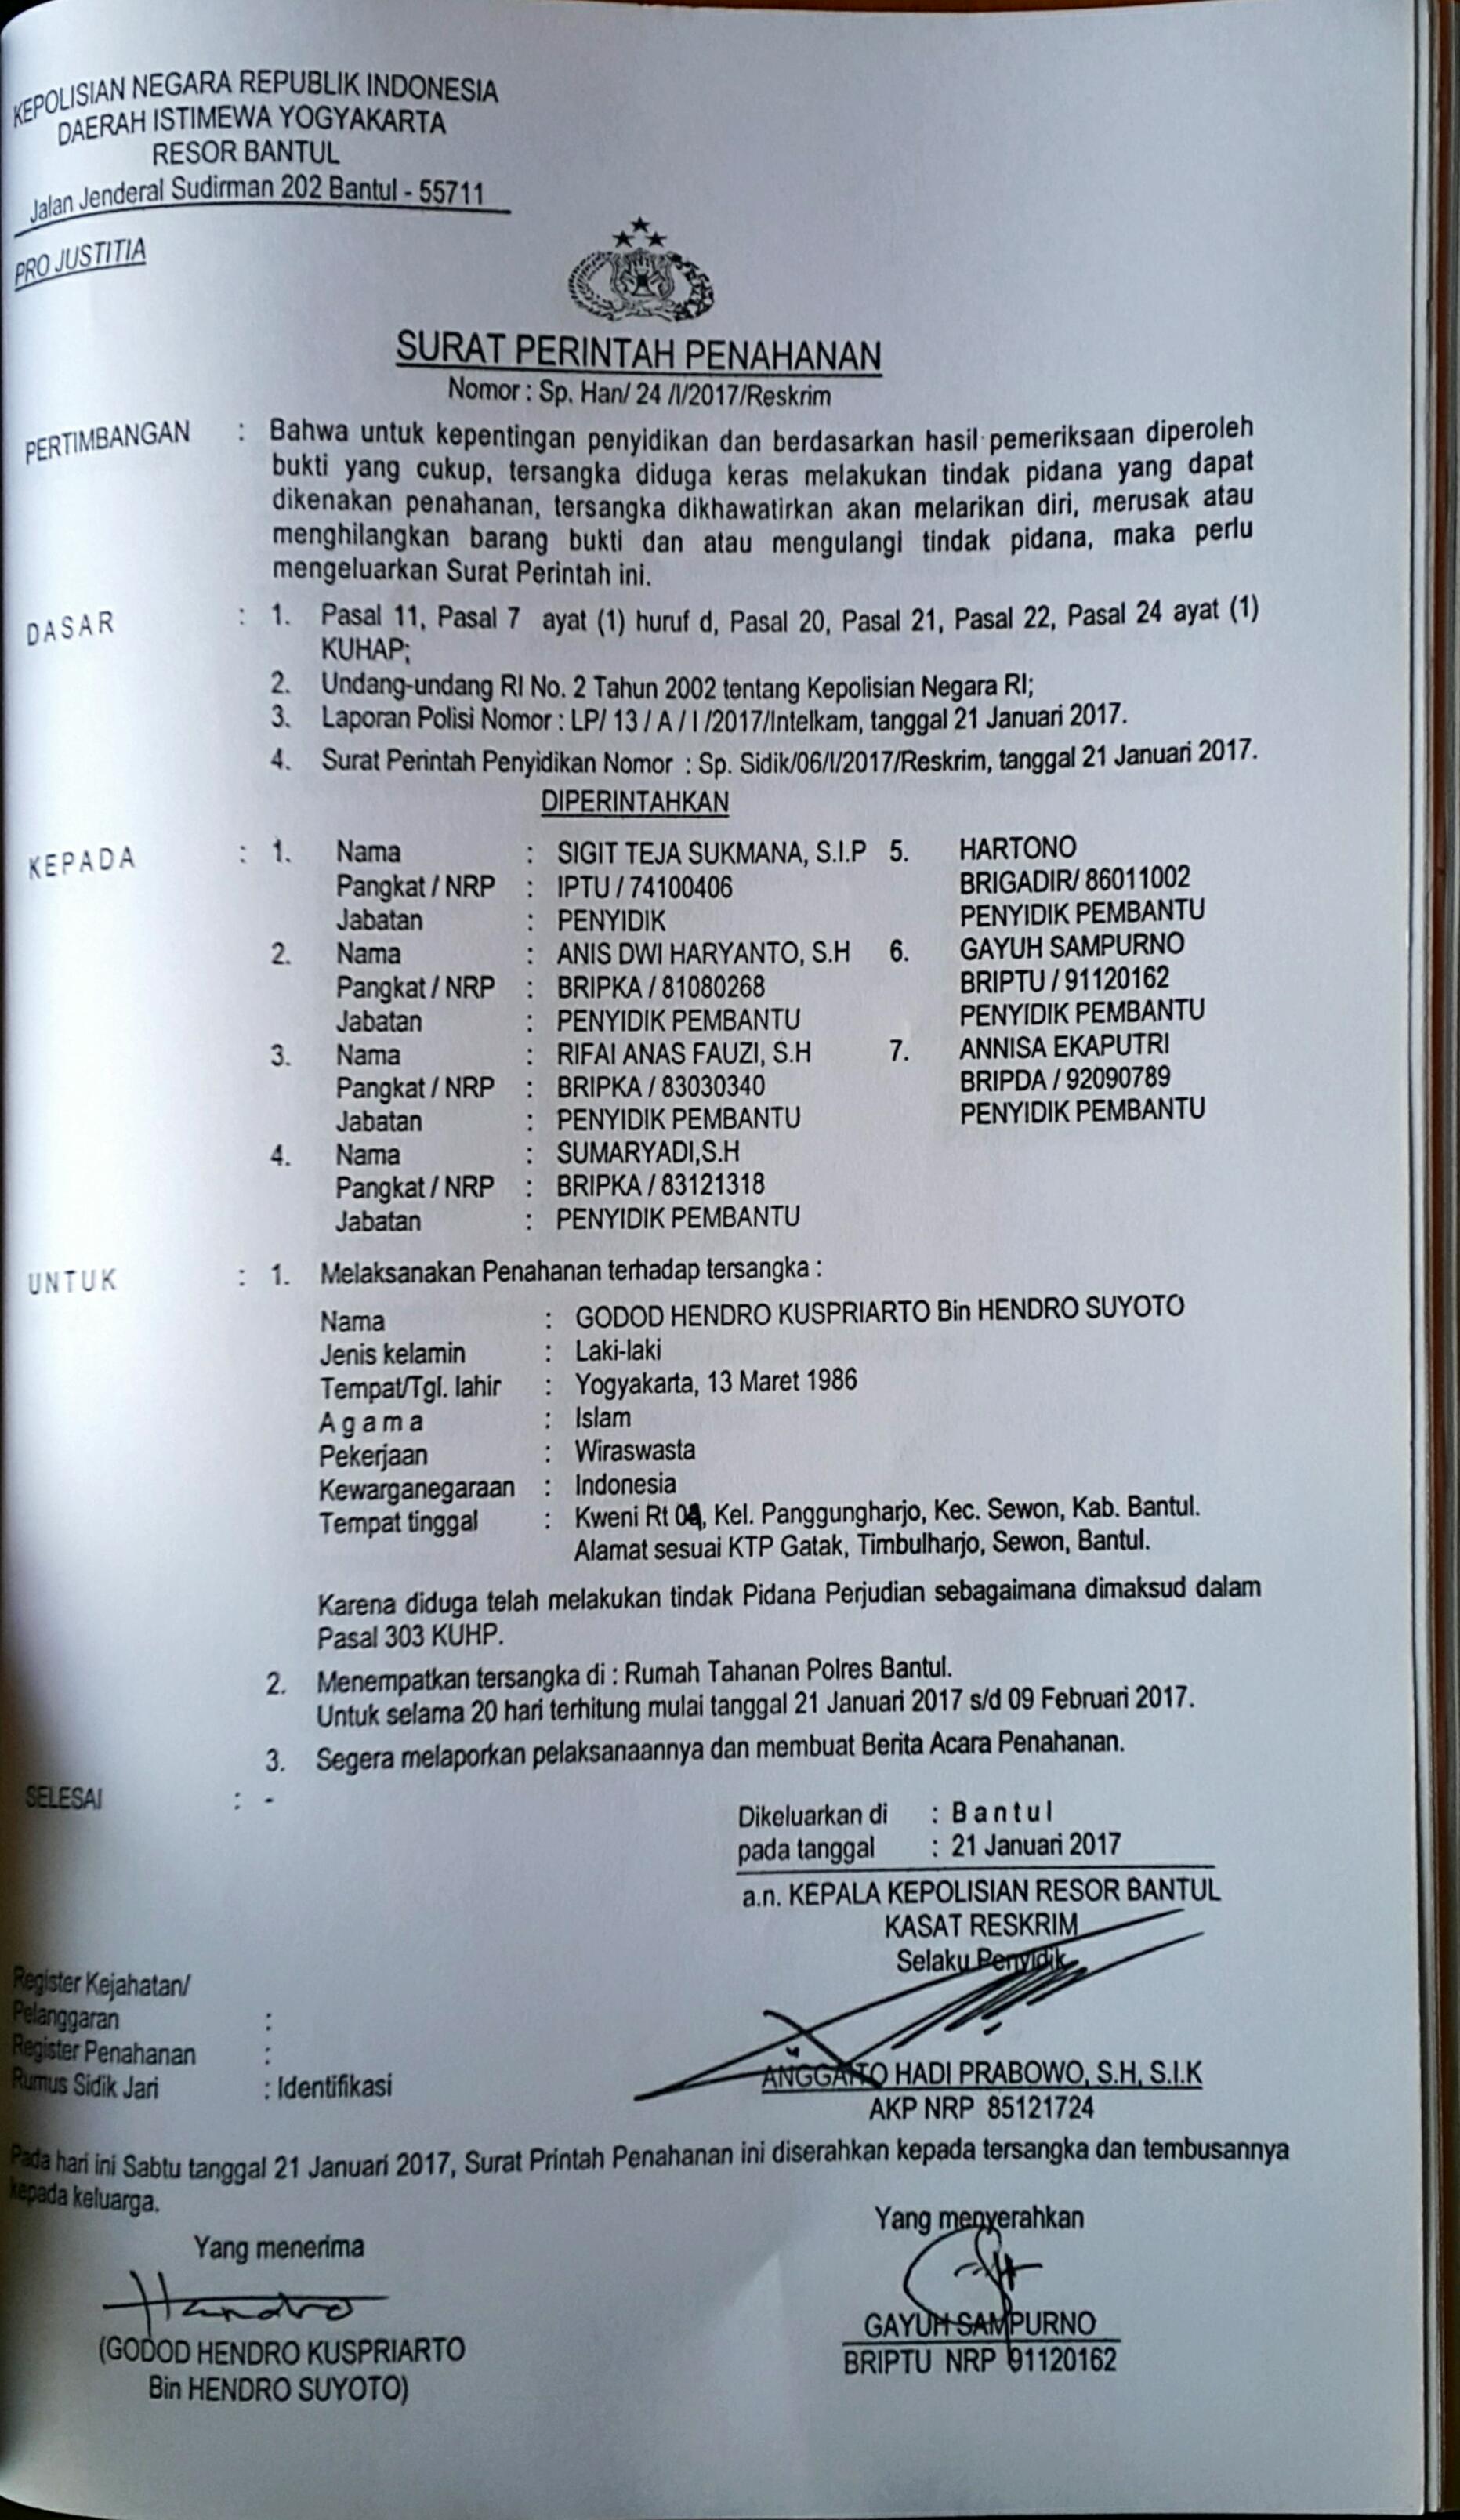 KEPOLISIAN NEGARA REPUBLIK INDONESIA
DAERAH ISTIMEWA YOGYAKARTA
RESOR BANTUL
Jalan Jenderal Sudirman 202 Bantul - 55711
PRO JUSTITIA
SURAT PERINTAH PENAHANAN
Nomor : Sp. Han/ 24 /I/2017/Reskrim
PERTIMBANGAN : Bahwa untuk kepentingan penyidikan dan berdasarkan hasil pemeriksaan diperoleh
bukti yang cukup, tersangka diduga keras melakukan tindak pidana yang dapat
dikenakan penahanan, tersangka dikhawatirkan akan melarikan diri, merusak atau
menghilangkan barang bukti dan atau mengulangi tindak pidana, maka perlu
mengeluarkan Surat Perintah ini.
DASAR : 1. Pasal 11, Pasal 7 ayat (1) huruf d, Pasal 20, Pasal 21, Pasal 22, Pasal 24 ayat (1)
KUHAP;
2. Undang-undang RI No. 2 Tahun 2002 tentang Kepolisian Negara RI;
3. Laporan Polisi Nomor : LP/ 13 / A / I /2017/Intelkam, tanggal 21 Januari 2017.
4. Surat Perintah Penyidikan Nomor : Sp. Sidik/06/I/2017/Reskrim, tanggal 21 Januari 2017.
DIPERINTAHKAN
KEPADA : 1. Nama : SIGIT TEJA SUKMANA, S.I.P 5. HARTONO
Pangkat / NRP : IPTU / 74100406 BRIGADIR/ 86011002
Jabatan : PENYIDIK PENYIDIK PEMBANTU
2. Nama : ANIS DWI HARYANTO, S.H 6. GAYUH SAMPURNO
Pangkat / NRP : BRIPKA / 81080268 BRIPTU / 91120162
Jabatan : PENYIDIK PEMBANTU PENYIDIK PEMBANTU
3. Nama : RIFAI ANAS FAUZI, S.H 7. ANNISA EKAPUTRI
Pangkat / NRP : BRIPKA / 83030340 BRIPDA / 92090789
Jabatan : PENYIDIK PEMBANTU PENYIDIK PEMBANTU
4. Nama : SUMARYADI,S.H
Pangkat / NRP : BRIPKA / 83121318
Jabatan : PENYIDIK PEMBANTU
UNTUK : 1. Melaksanakan Penahanan terhadap tersangka :
Nama : GODOD HENDRO KUSPRIARTO Bin HENDRO SUYOTO
Jenis kelamin : Laki-laki
Tempat/Tgl. lahir : Yogyakarta, 13 Maret 1986
A g a m a : Islam
Pekerjaan : Wiraswasta
Kewarganegaraan : Indonesia
Tempat tinggal : Kweni Rt Kel. Panggungharjo, Kec. Sewon, Kab. Bantul.
Alamat sesuai KTP Gatak, Timbulharjo, Sewon, Bantul.
Karena diduga telah melakukan tindak Pidana Perjudian sebagaimana dimaksud dalam
Pasal 303 KUHP.
2. Menempatkan tersangka di : Rumah Tahanan Polres Bantul.
Untuk selama 20 hari terhitung mulai tanggal 21 Januari 2017 s/d 09 Februari 2017.
3. Segera melaporkan pelaksanaannya dan membuat Berita Acara Penahanan.
SELESAI : -
Dikeluarkan di : B a n t u l
pada tanggal : 21 Januari 2017
a.n. KEPALA KEPOLISIAN RESOR BANTUL
KASAT RESKRIM
Selaku Penyidik
Register Kejahatan/
Pelanggaran :
Register Penahanan :
Rumus Sidik Jari : Identifikasi
ANGGAITO HADI PRABOWO, S.H, S.I.K
AKP NRP 85121724
Pada hari ini Sabtu tanggal 21 Januari 2017, Surat Printah Penahanan ini diserahkan kepada tersangka dan tembusannya
kepada keluarga.
Yang menerima
Yang menyerahkan
Hendro
(GODOD HENDRO KUSPRIARTO
Bin HENDRO SUYOTO)
GAYUH SAMPURNO
BRIPTU NRP 91120162